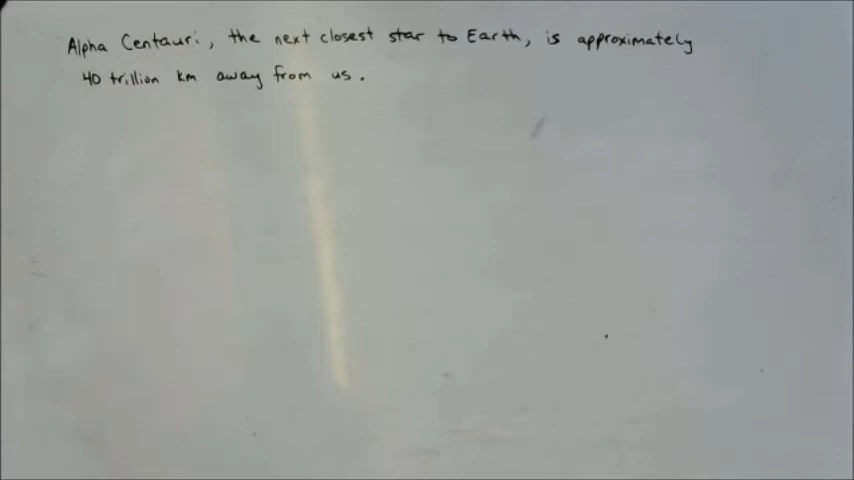 Alpha Centauri, the next closest star to Earth, is approximately
40 trillion km away from us.